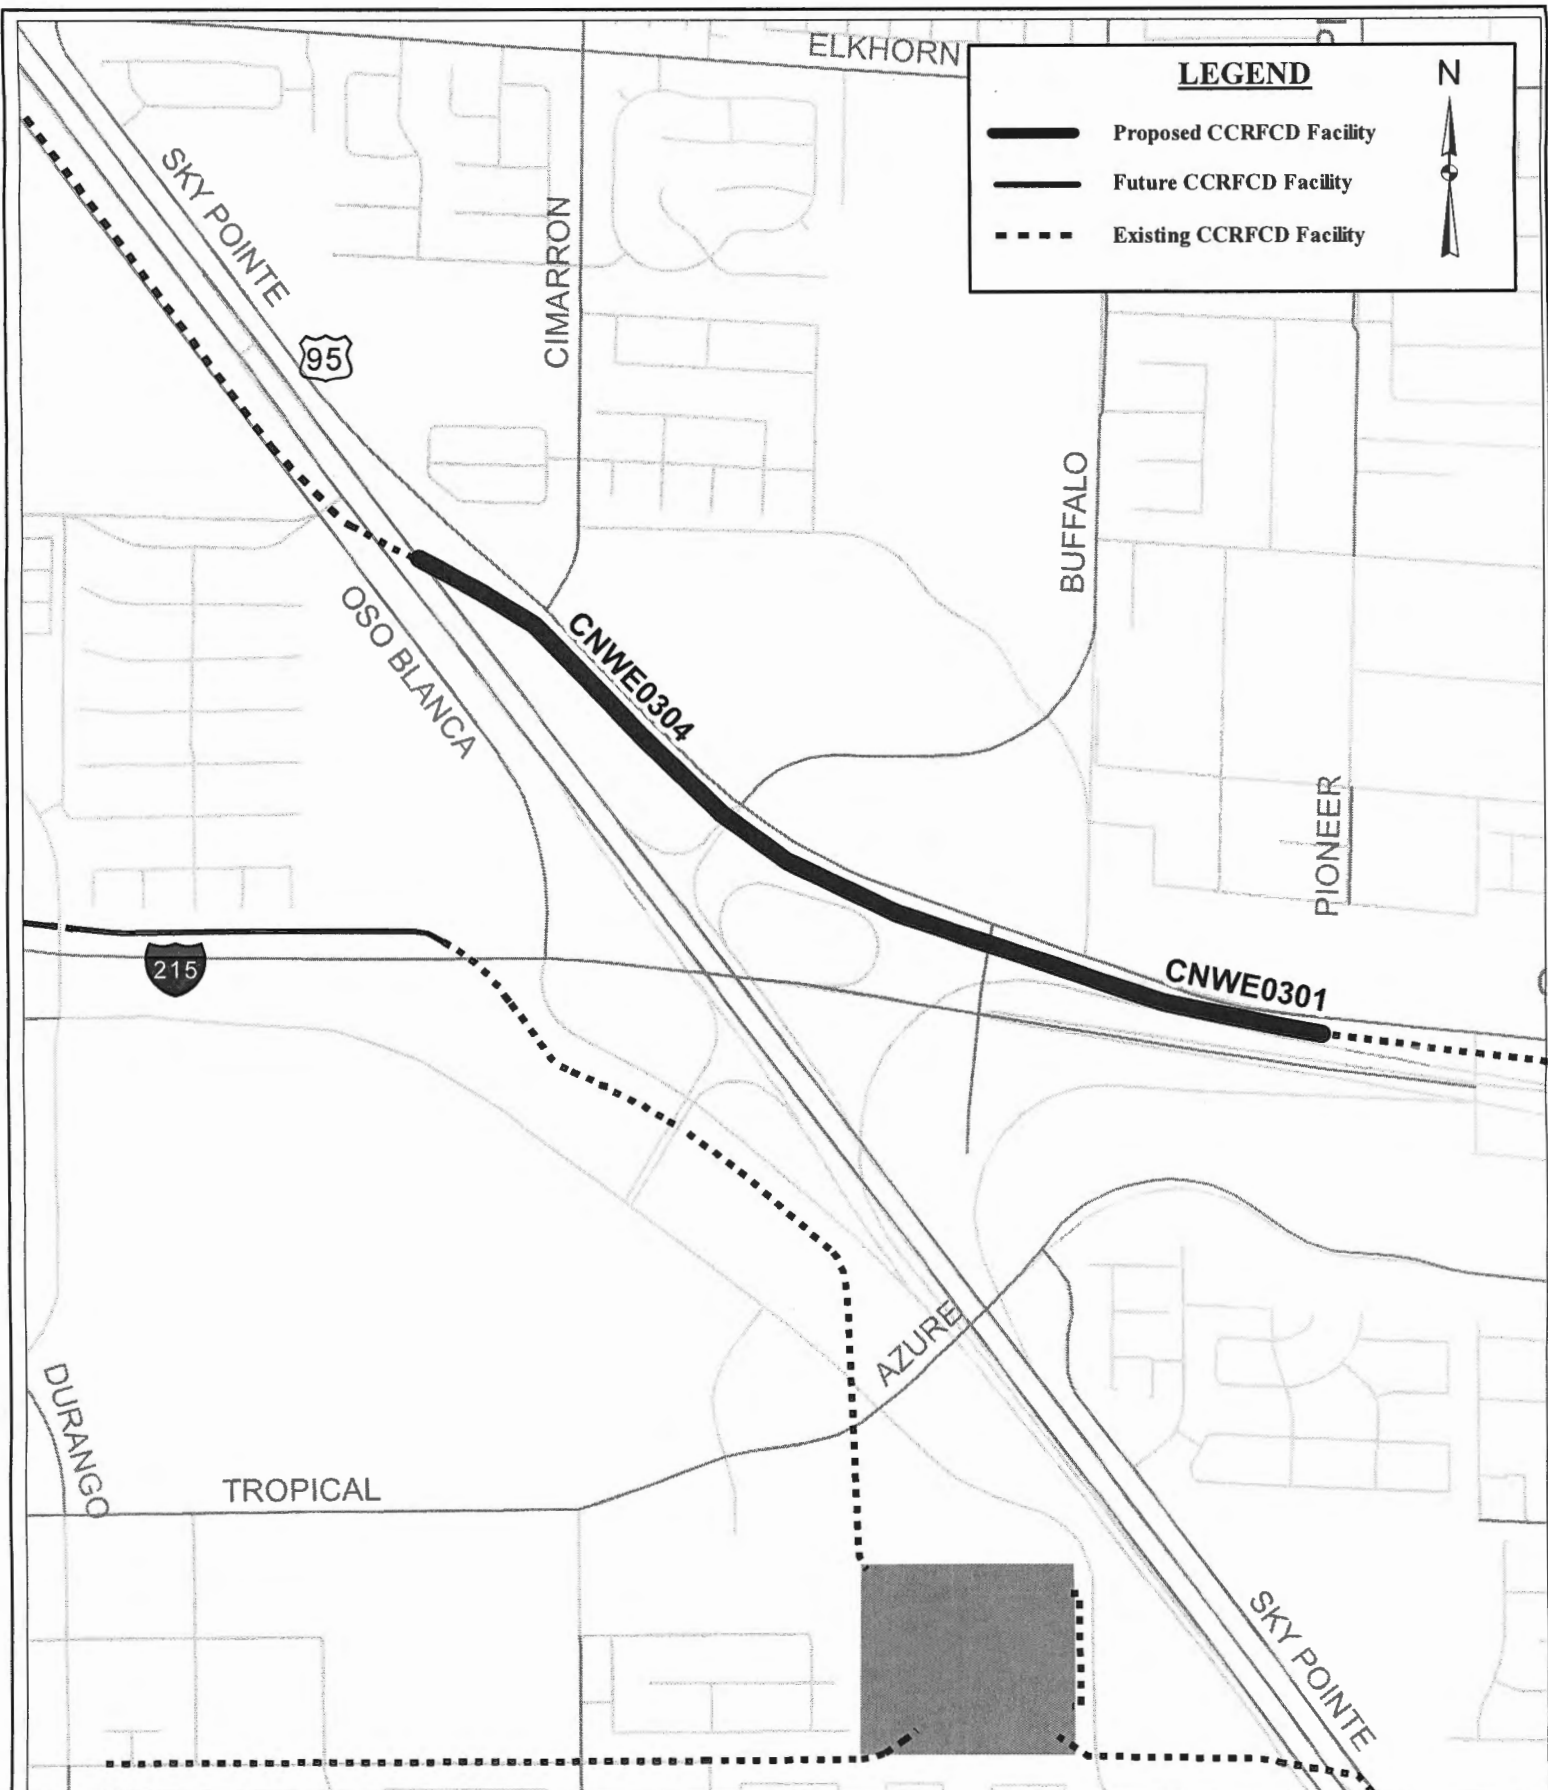 ELKHORN
LEGEND
N
Proposed CCRFCD Facility
Future CCRFCD Facility
Existing CCRFCD Facility
SKY POINTE
CIMARRON
95
BUFFALO
OSO BLANCA
CNWE0304
PIONEER
215
CNWE0301
AZURE
DURANGO
TROPICAL
SKY POINTE